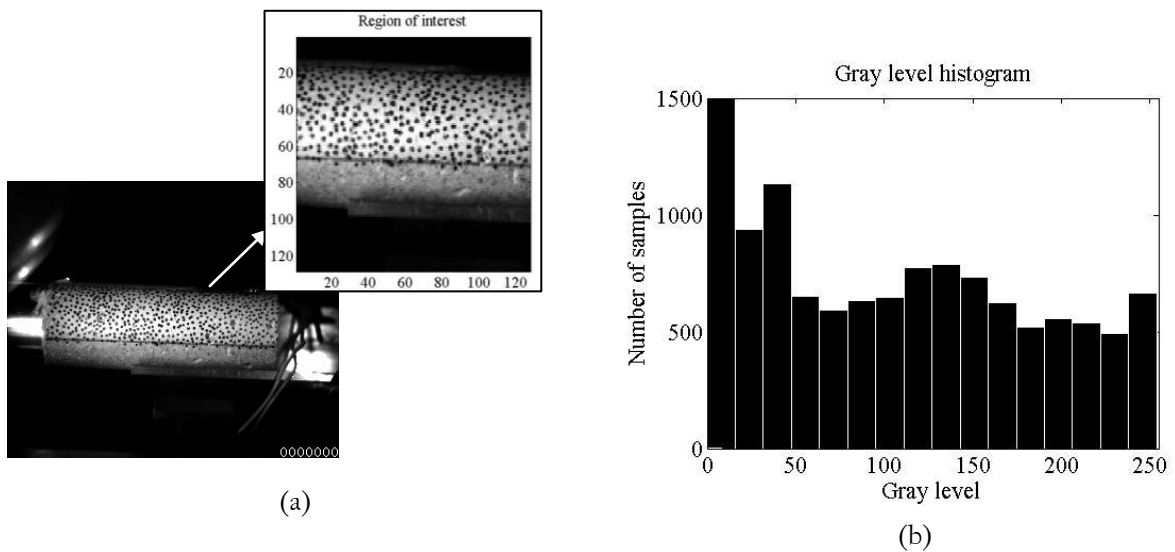 Region of interest
20
40
60
80
100
120
20 40 60 80 100 120
0000000
(a)
Gray level histogram
Number of samples
1500
1000
500
0
0 50 100 150 200 250
Gray level
(b)